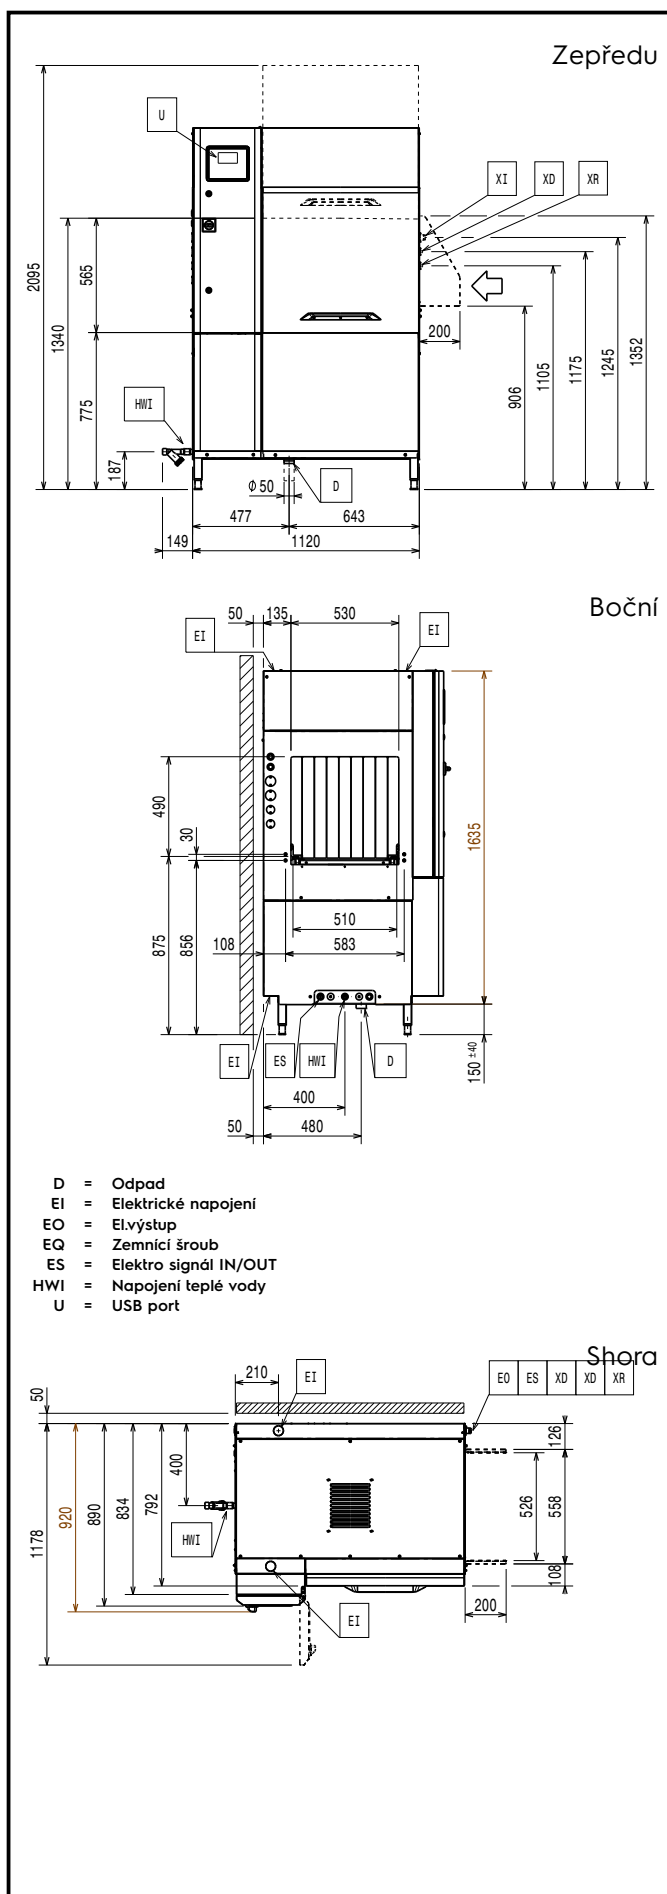 Zepředu
U
XI
XD
XR
2095
1340
565
775
187
HWI
200
906
1105
1175
1245
1352
ϕ 50
D
477
643
149
1120
Boční
50
135
530
EI
EI
490
30
875
856
1635
510
108
583
EI
ES
HWI
D
150 ±40
400
50
480
D = Odpad
EI = Elektrické napojení
EO = El.výstup
EQ = Zemnící šroub
ES = Elektro signál IN/OUT
HWI = Napojení teplé vody
U = USB port
Shora
210
EI
EO ES XD XD XR
50
1178
920
890
834
792
400
HWI
126
526
558
108
200
EI